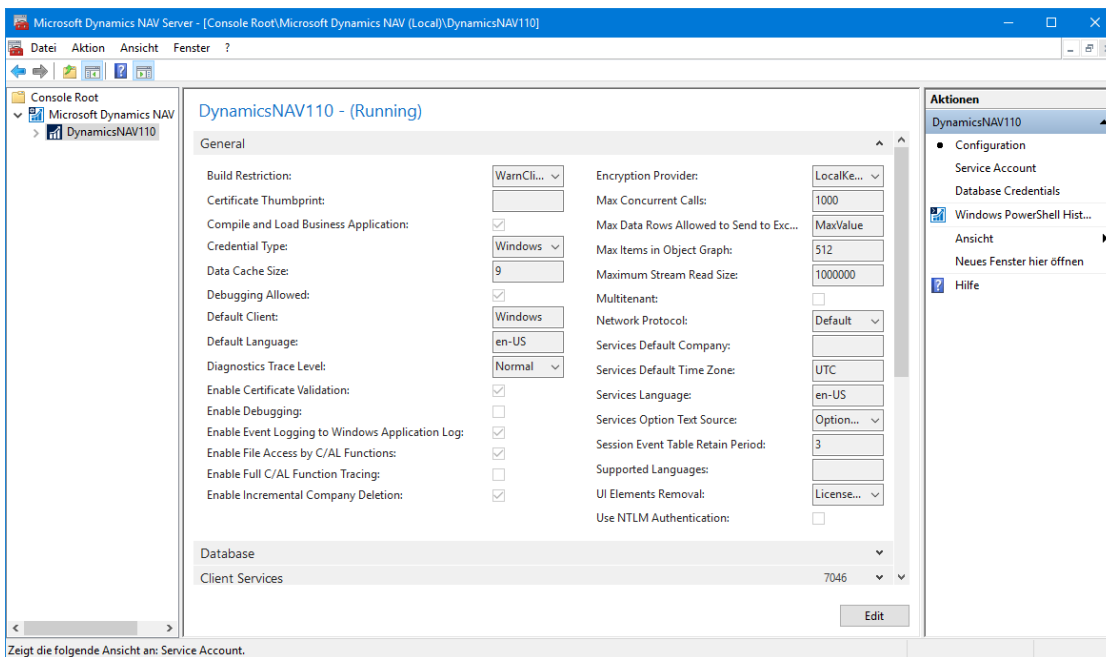 Microsoft Dynamics NAV Server - [Console Root\Microsoft Dynamics NAV (Local)\DynamicsNAV110]
Datei Aktion Ansicht Fenster ?
Console Root
Microsoft Dynamics NAV
DynamicsNAV110
DynamicsNAV110 - (Running)
General
Build Restriction: WarnCli...
Certificate Thumbprint:
Compile and Load Business Application:
Credential Type: Windows
Data Cache Size: 9
Debugging Allowed:
Default Client: Windows
Default Language: en-US
Diagnostics Trace Level: Normal
Enable Certificate Validation:
Enable Debugging:
Enable Event Logging to Windows Application Log:
Enable File Access by C/AL Functions:
Enable Full C/AL Function Tracing:
Enable Incremental Company Deletion:
Encryption Provider: LocalKe...
Max Concurrent Calls: 1000
Max Data Rows Allowed to Send to Exc... MaxValue
Max Items in Object Graph: 512
Maximum Stream Read Size: 1000000
Multitenant:
Network Protocol: Default
Services Default Company:
Services Default Time Zone: UTC
Services Language: en-US
Services Option Text Source: Option...
Session Event Table Retain Period: 3
Supported Languages:
UI Elements Removal: License...
Use NTLM Authentication:
Database
Client Services 7046
Edit
Aktionen
DynamicsNAV110
Configuration
Service Account
Database Credentials
Windows PowerShell Hist...
Ansicht
Neues Fenster hier öffnen
Hilfe
Zeigt die folgende Ansicht an: Service Account.